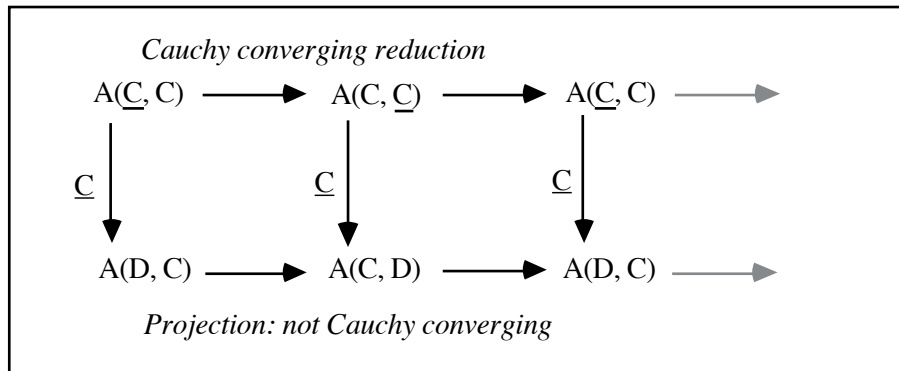 Cauchy converging reduction
A(C, C) A(C, C) A(C, C)
C C C
A(D, C) A(C, D) A(D, C)
Projection: not Cauchy converging